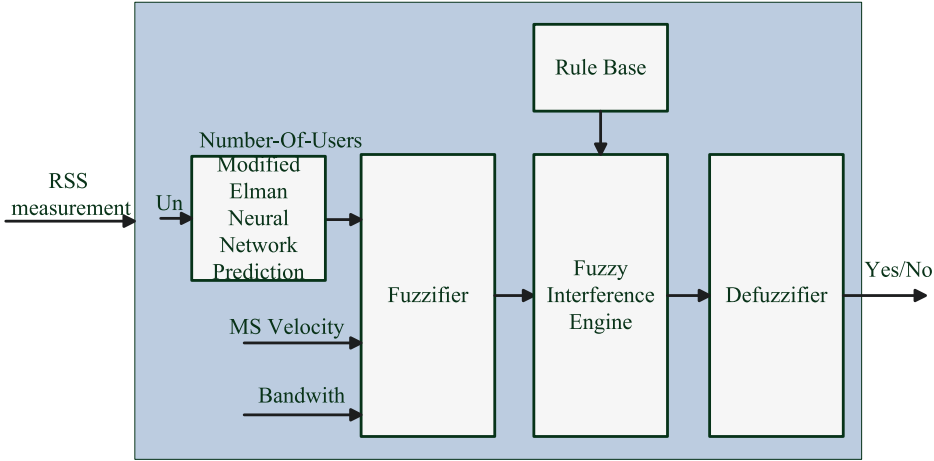 Rule Base
Number-Of-Users
Modified
Elman
Neural
Network
Prediction
RSS
measurement
Un
Fuzzifier
Fuzzy
Interference
Engine
Defuzzifier
Yes/No
MS Velocity
Bandwith